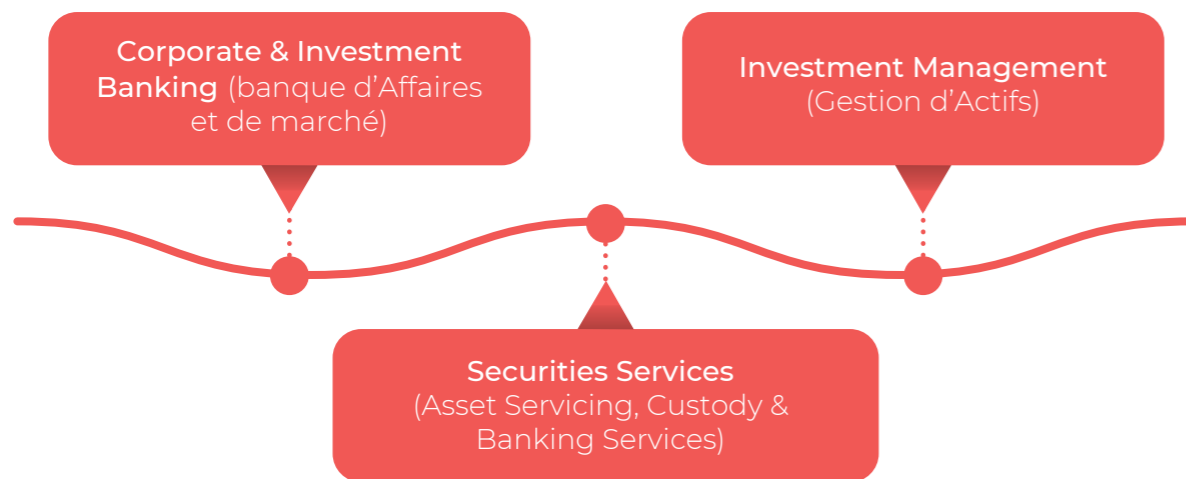 Corporate & Investment
Banking (banque d’Affaires
et de marché)
Investment Management
(Gestion d’Actifs)
Securities Services
(Asset Servicing, Custody &
Banking Services)